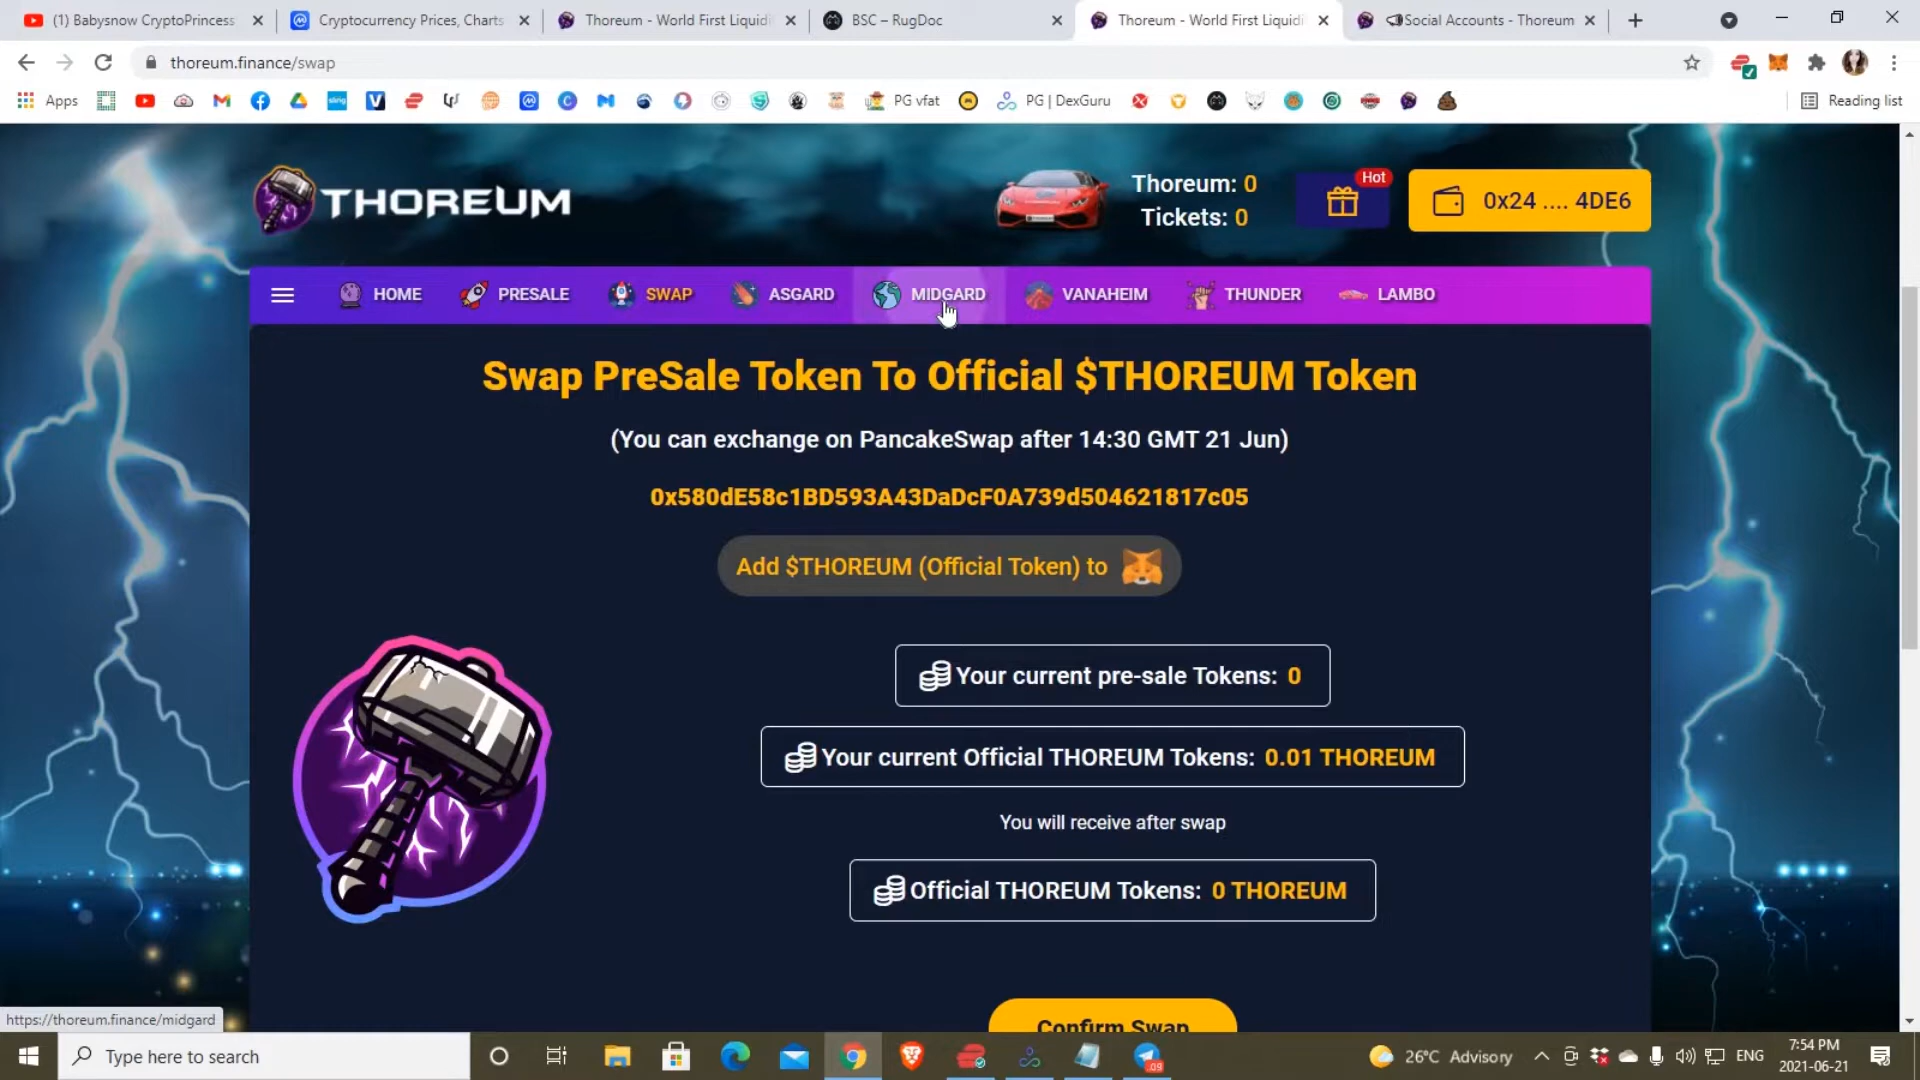 (1) Babysnow CryptoPrincess
Cryptocurrency Prices, Charts
Thoreum - World First Liquidi
BSC – RugDoc
Thoreum - World First Liquidi
Social Accounts - Thoreum
thoreum.finance/swap
Apps
PG vfat
PG | DexGuru
Reading list
THOREUM
Thoreum: 0
Tickets: 0
Hot
0x24 .... 4DE6
HOME
PRESALE
SWAP
ASGARD
MIDGARD
VANAHEIM
THUNDER
LAMBO
Swap PreSale Token To Official $THOREUM Token
(You can exchange on PancakeSwap after 14:30 GMT 21 Jun)
0x580dE58c1BD593A43DaDcF0A739d504621817c05
Add $THOREUM (Official Token) to
Your current pre-sale Tokens: 0
Your current Official THOREUM Tokens: 0.01 THOREUM
You will receive after swap
Official THOREUM Tokens: 0 THOREUM
Confirm Swap
https://thoreum.finance/midgard
Type here to search
26°C Advisory
ENG
7:54 PM
2021-06-21